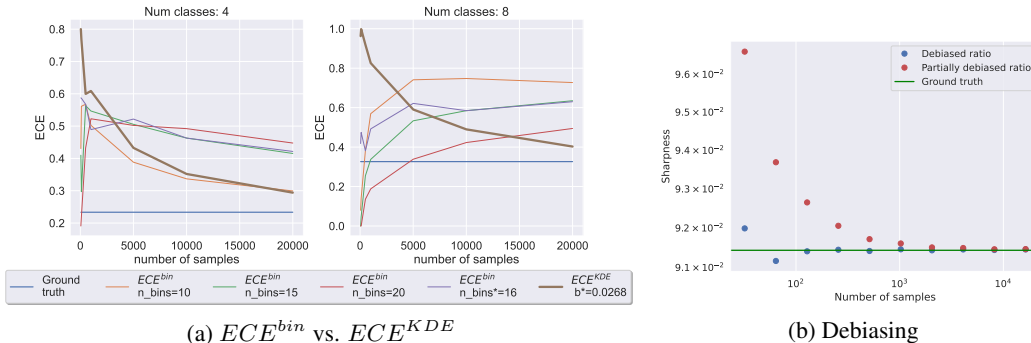 Num classes: 4
Num classes: 8
0.8
0.7
0.6
0.5
0.4
0.3
0.2
ECE
0 5000 10000 15000 20000
number of samples
1.0
0.8
0.6
0.4
0.2
0.0
ECE
0 5000 10000 15000 20000
number of samples
Ground truth
ECE^{bin} n_bins=10
ECE^{bin} n_bins=15
ECE^{bin} n_bins=20
ECE^{bin} n_bins*=16
ECE^{KDE} b*=0.0268
(a) ECE^{bin} vs. ECE^{KDE}
Debiased ratio
Partially debiased ratio
Ground truth
9.6 × 10^{-2}
9.5 × 10^{-2}
9.4 × 10^{-2}
9.3 × 10^{-2}
9.2 × 10^{-2}
9.1 × 10^{-2}
Sharpness
10^2 10^3 10^4
Number of samples
(b) Debiasing